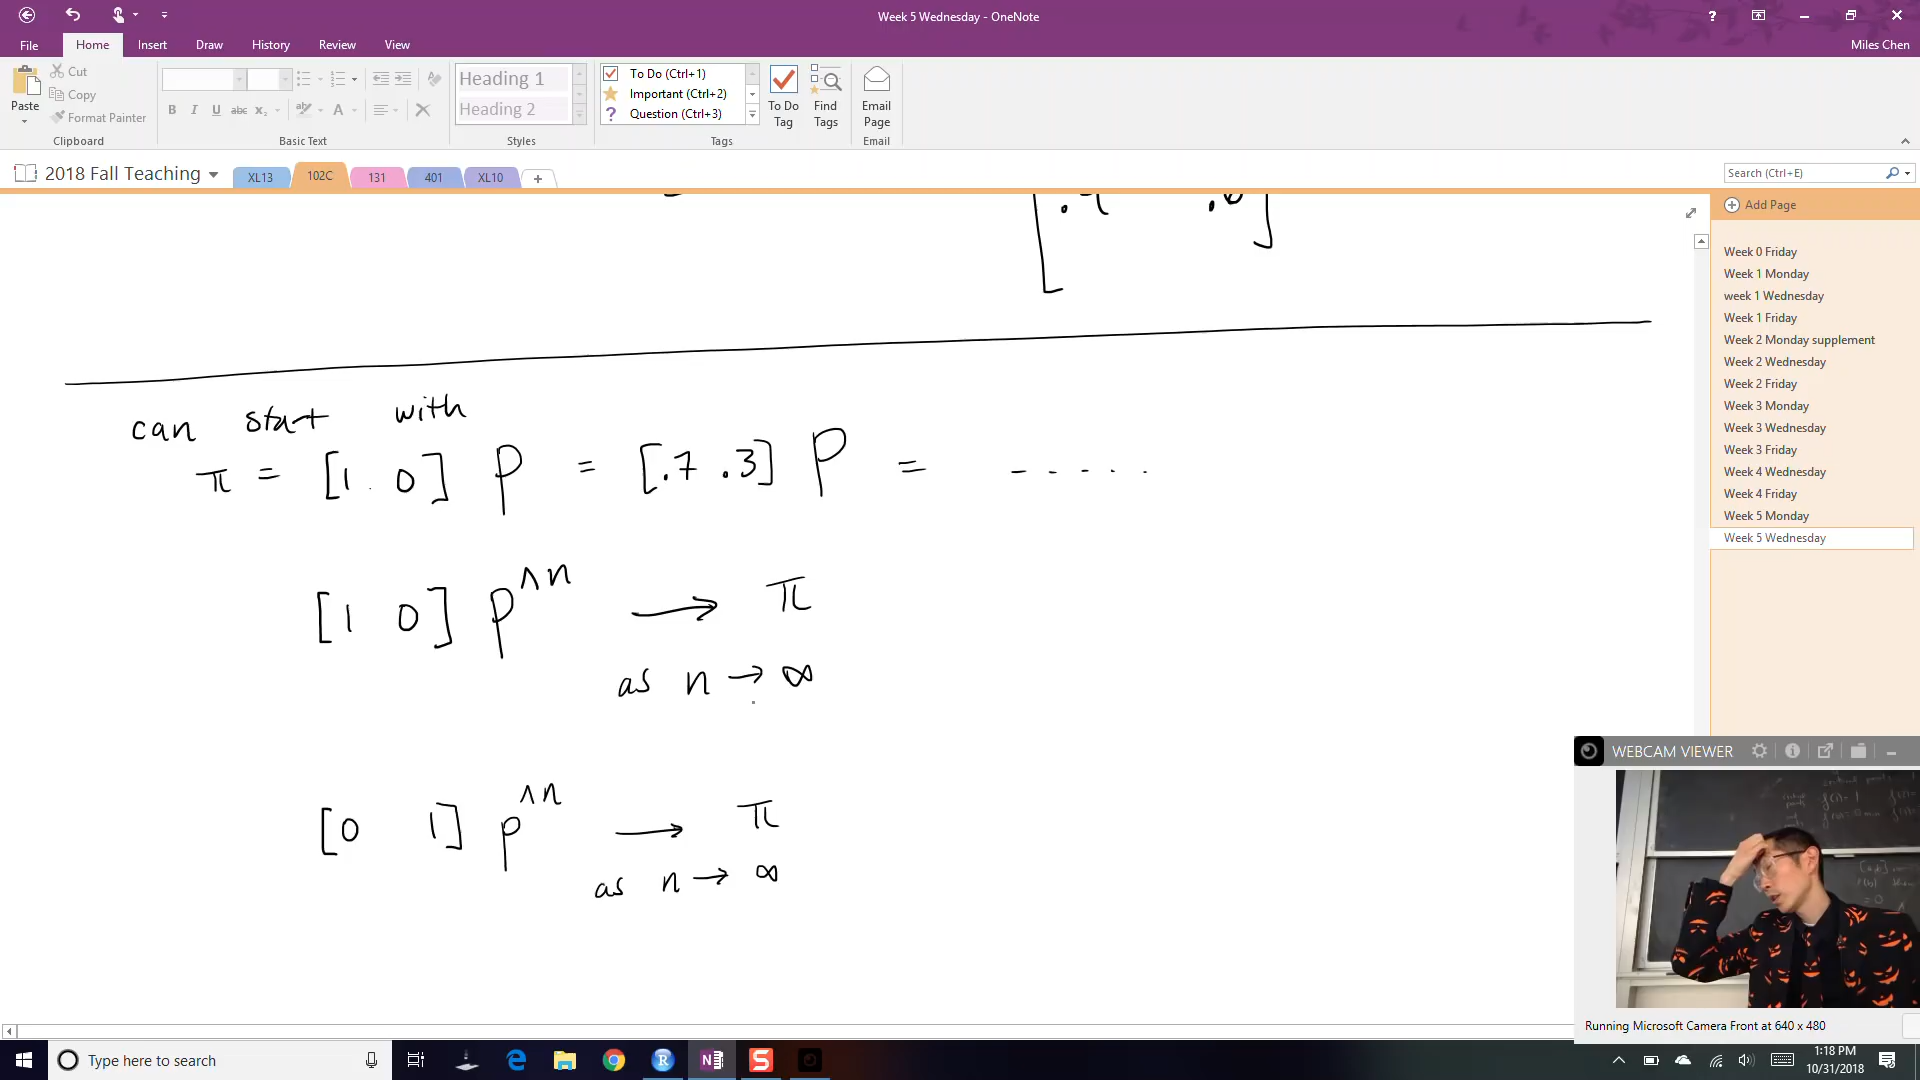 Week 5 Wednesday - OneNote
?
File Home Insert Draw History Review View
Miles Chen
Paste
Cut
Copy
Format Painter
Clipboard
B I U abc x₂ A
Basic Text
Heading 1
Heading 2
Styles
To Do (Ctrl+1)
Important (Ctrl+2)
? Question (Ctrl+3)
Tags
To Do Tag
Find Tags
Email Page
Email
2018 Fall Teaching
XL13 102C 131 401 XL10 +
Search (Ctrl+E)
Add Page
Week 0 Friday
Week 1 Monday
week 1 Wednesday
Week 1 Friday
Week 2 Monday supplement
Week 2 Wednesday
Week 2 Friday
Week 3 Monday
Week 3 Wednesday
Week 3 Friday
Week 4 Wednesday
Week 4 Friday
Week 5 Monday
Week 5 Wednesday
can start with
π = [1 0] P = [.7 .3] P = - - - - -
[1 0] P^n → π
as n → ∞
[0 1] P^n → π
as n → ∞
WEBCAM VIEWER
Running Microsoft Camera Front at 640 x 480
Type here to search
1:18 PM
10/31/2018